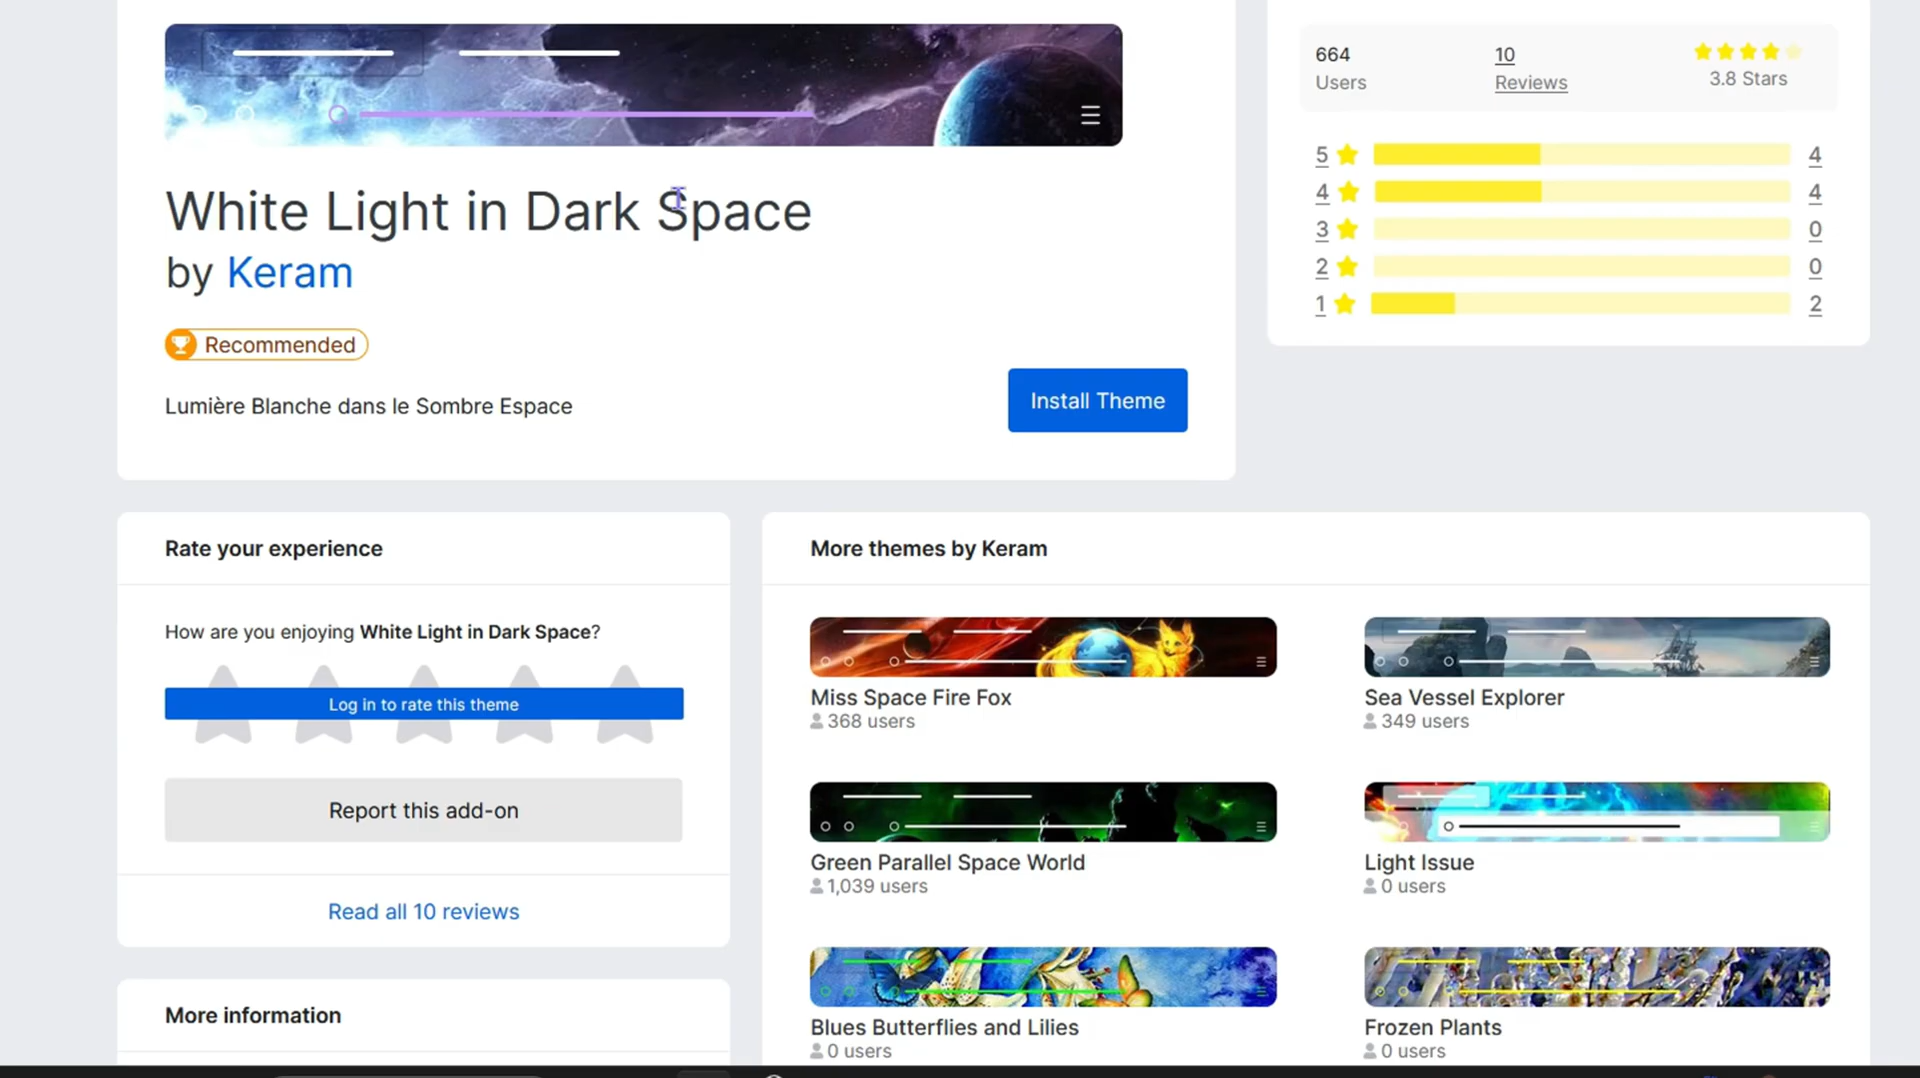 White Light in Dark Space
by Keram
Recommended
Lumière Blanche dans le Sombre Espace
Install Theme
664
Users
10
Reviews
3.8 Stars
5 4
4 4
3 0
2 0
1 2
Rate your experience
How are you enjoying White Light in Dark Space?
Log in to rate this theme
Report this add-on
Read all 10 reviews
More information
More themes by Keram
Miss Space Fire Fox
368 users
Sea Vessel Explorer
349 users
Green Parallel Space World
1,039 users
Light Issue
0 users
Blues Butterflies and Lilies
0 users
Frozen Plants
0 users